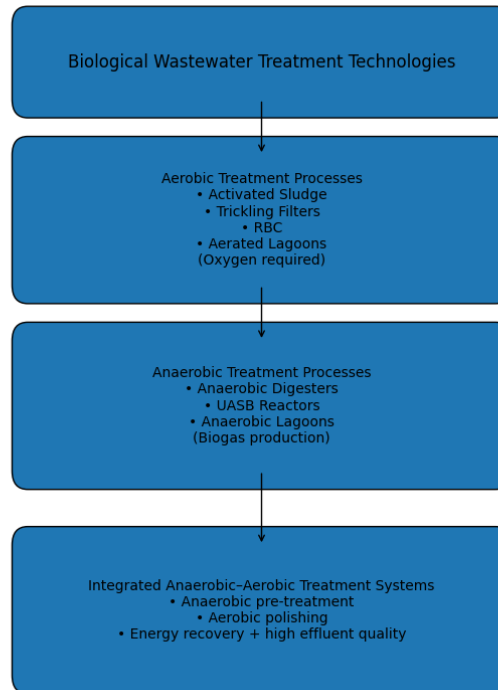 Biological Wastewater Treatment Technologies
Aerobic Treatment Processes
• Activated Sludge
• Trickling Filters
• RBC
• Aerated Lagoons
(Oxygen required)
Anaerobic Treatment Processes
• Anaerobic Digesters
• UASB Reactors
• Anaerobic Lagoons
(Biogas production)
Integrated Anaerobic–Aerobic Treatment Systems
• Anaerobic pre-treatment
• Aerobic polishing
• Energy recovery + high effluent quality